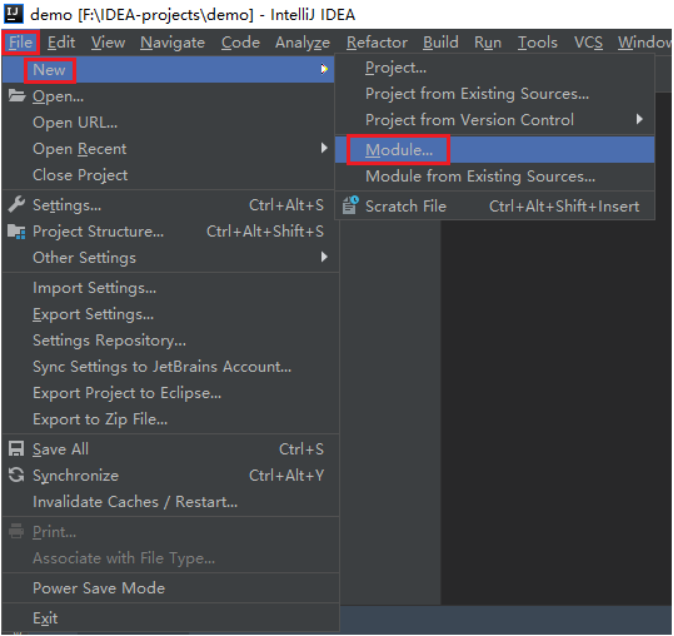 IJ demo [F:\IDEA-projects\demo] - IntelliJ IDEA
File Edit View Navigate Code Analyze Refactor Build Run Tools VCS Window
New
Open...
Open URL...
Open Recent
Close Project
Settings... Ctrl+Alt+S
Project Structure... Ctrl+Alt+Shift+S
Other Settings
Import Settings...
Export Settings...
Settings Repository...
Sync Settings to JetBrains Account...
Export Project to Eclipse...
Export to Zip File...
Save All Ctrl+S
Synchronize Ctrl+Alt+Y
Invalidate Caches / Restart...
Print...
Associate with File Type...
Power Save Mode
Exit
Project...
Project from Existing Sources...
Project from Version Control
Module...
Module from Existing Sources...
Scratch File Ctrl+Alt+Shift+Insert